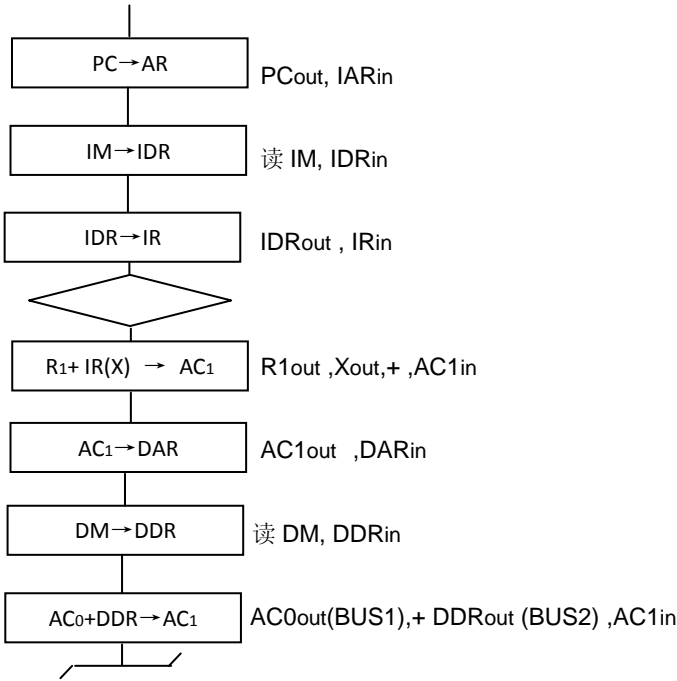 PC→AR
PCout, IARin
IM→IDR
读 IM, IDRin
IDR→IR
IDRout , IRin
R1+ IR(X) → AC1
R1out ,Xout,+ ,AC1in
AC1→DAR
AC1out ,DARin
DM→DDR
读 DM, DDRin
AC0+DDR→AC1
AC0out(BUS1),+ DDRout (BUS2) ,AC1in